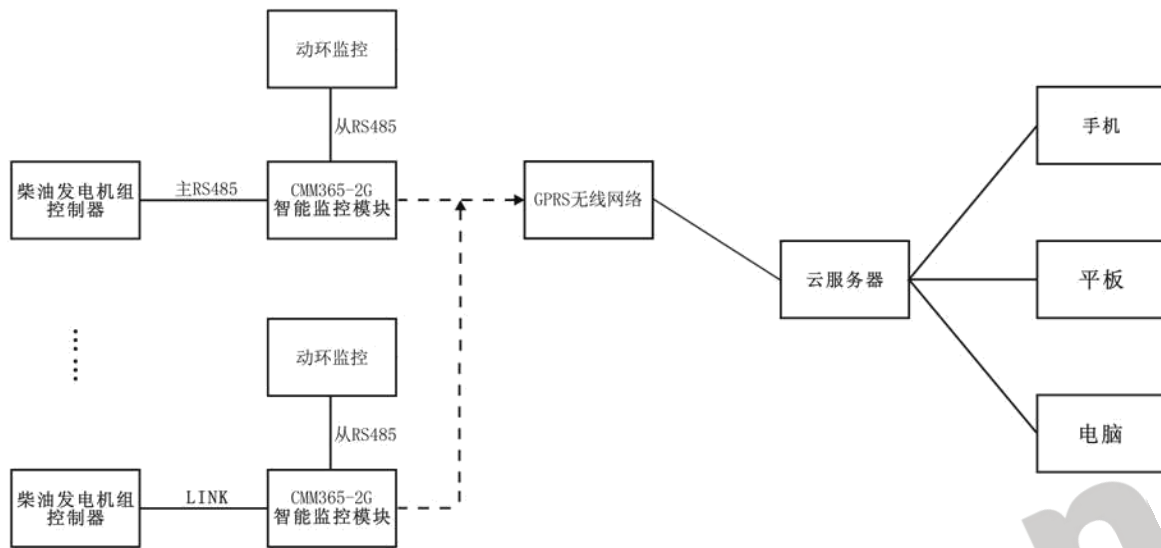 动环监控
从RS485
柴油发电机组
控制器
主RS485
CMM365-2G
智能监控模块
GPRS无线网络
手机
云服务器
平板
电脑
动环监控
从RS485
柴油发电机组
控制器
LINK
CMM365-2G
智能监控模块